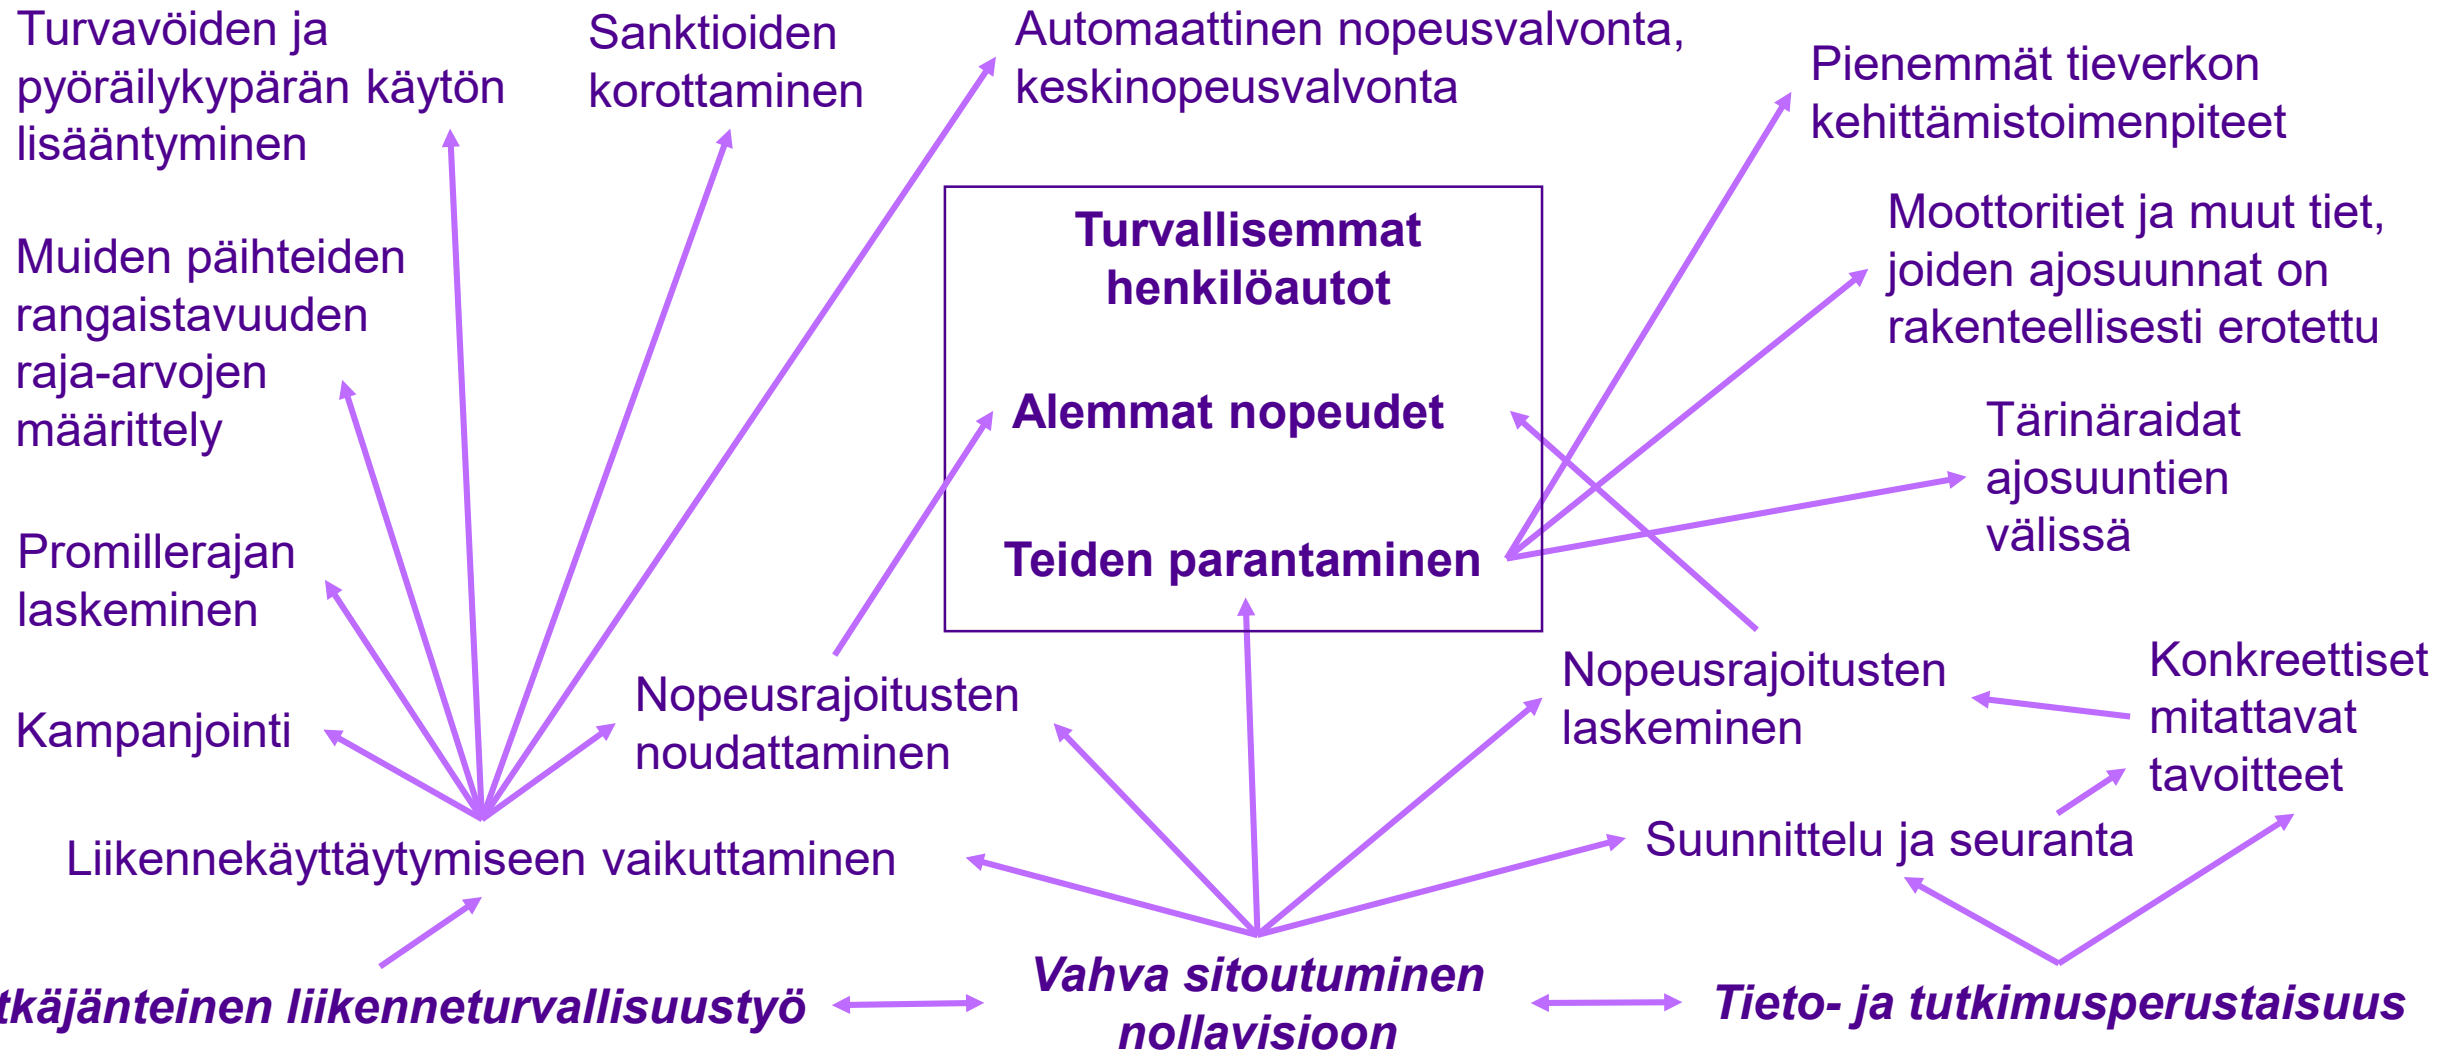 Turvavöiden ja
pyöräilykypärän käytön
lisääntyminen
Sanktioiden
korottaminen
Automaattinen nopeusvalvonta,
keskinopeusvalvonta
Pienemmät tieverkon
kehittämistoimenpiteet
Muiden päihteiden
rangaistavuuden
raja-arvojen
määrittely
Turvallisemmat
henkilöautot
Moottoritiet ja muut tiet,
joiden ajosuunnat on
rakenteellisesti erotettu
Alemmat nopeudet
Tärinäraidat
ajosuuntien
välissä
Promillerajan
laskeminen
Teiden parantaminen
Kampanjointi
Nopeusrajoitusten
noudattaminen
Nopeusrajoitusten
laskeminen
Konkreettiset
mitattavat
tavoitteet
Liikennekäyttäytymiseen vaikuttaminen
Suunnittelu ja seuranta
tkäjänteinen liikenneturvallisuustyö
Vahva sitoutuminen
nollavisioon
Tieto- ja tutkimusperustaisuus